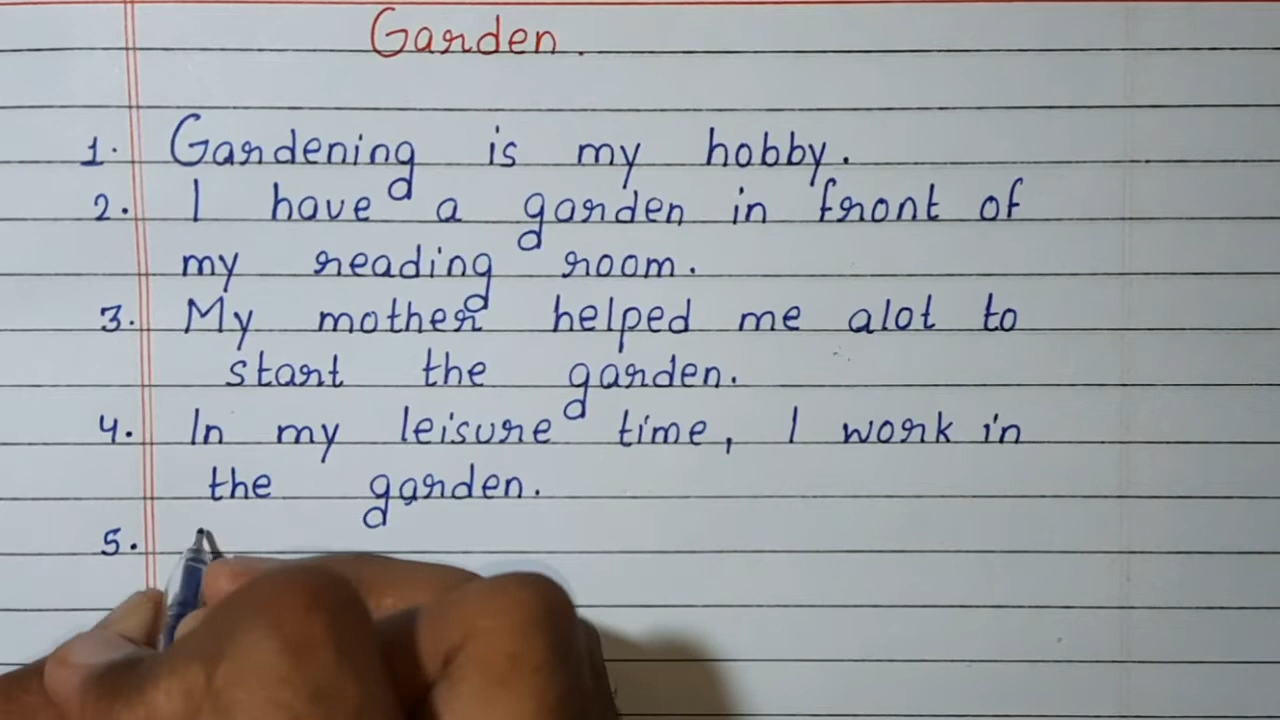 Garden.
1. Gardening is my hobby.
2. I have a garden in front of
my reading room.
3. My mother helped me alot to
start the garden.
4. In my leisure time, I work in
the garden.
5.